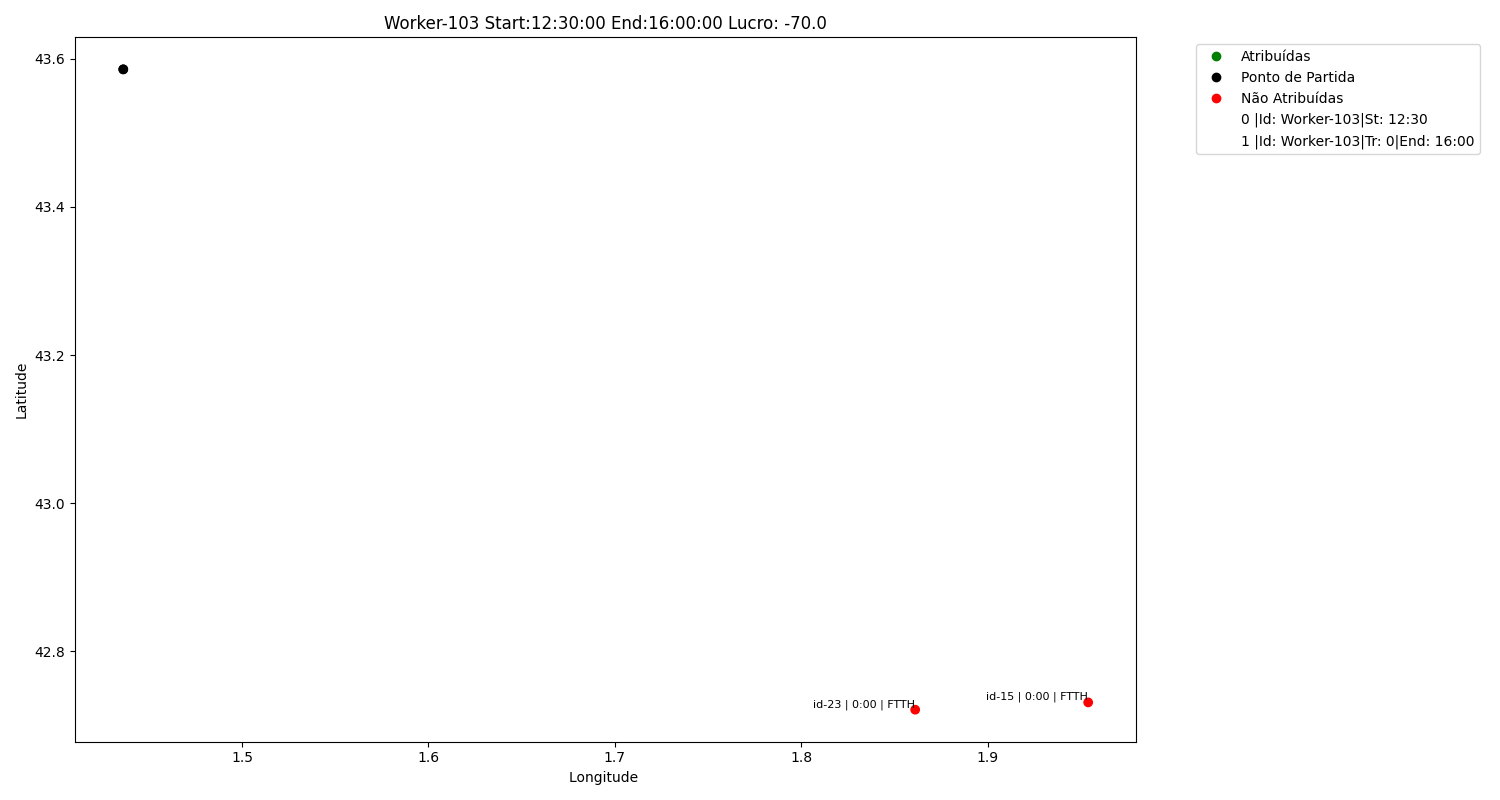 Worker-103 Start:12:30:00 End:16:00:00 Lucro: -70.0
Atribuídas
Ponto de Partida
Não Atribuídas
0 |Id: Worker-103|St: 12:30
1 |Id: Worker-103|Tr: 0|End: 16:00
Latitude
43.6
43.4
43.2
43.0
42.8
id-23 | 0:00 | FTTH
id-15 | 0:00 | FTTH
1.5
1.6
1.7
1.8
1.9
Longitude